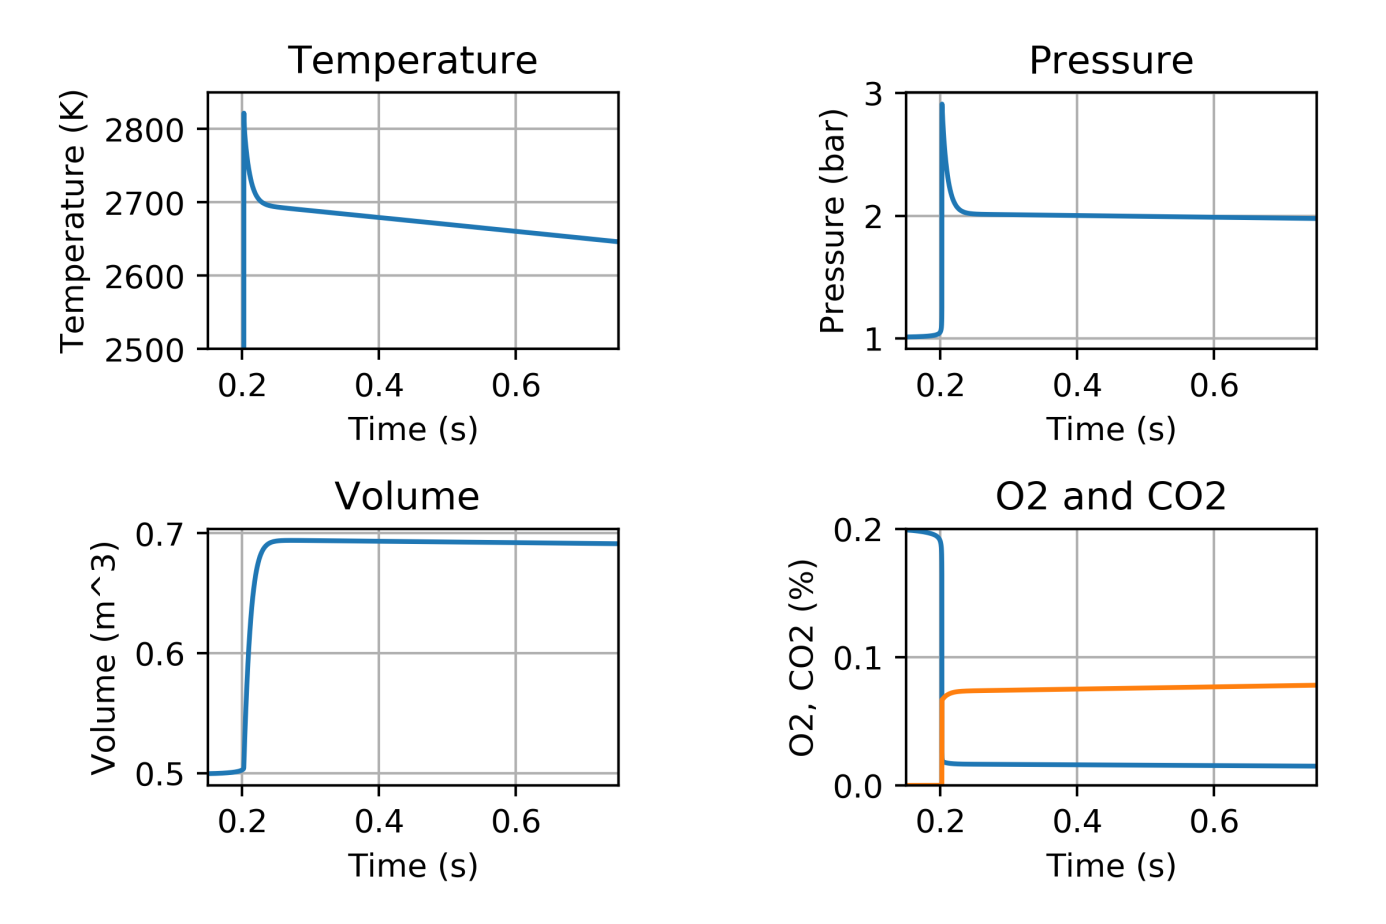 Temperature
Temperature (K)
2800
2700
2600
2500
0.2 0.4 0.6
Time (s)
Pressure
Pressure (bar)
3
2
1
0.2 0.4 0.6
Time (s)
Volume
Volume (m^3)
0.7
0.6
0.5
0.2 0.4 0.6
Time (s)
O2 and CO2
O2, CO2 (%)
0.2
0.1
0.0
0.2 0.4 0.6
Time (s)